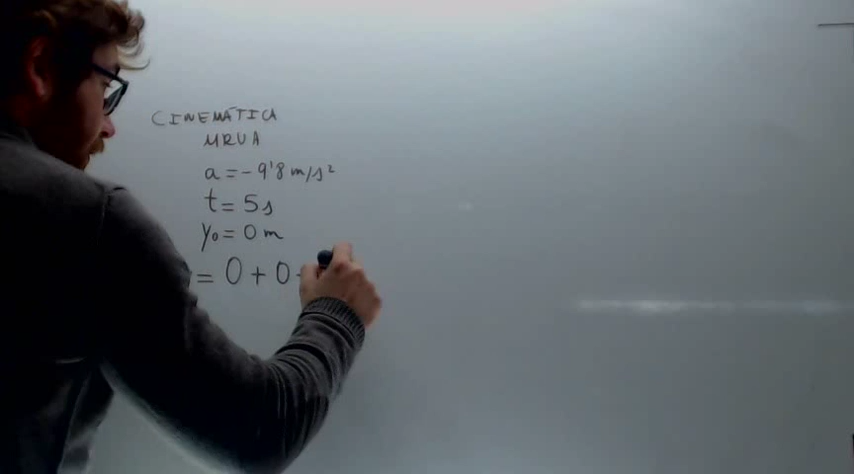 CINEMÁTICA
MRUA
a = - 9'8 m/s²
t = 5 s
y₀ = 0 m
= 0 + 0